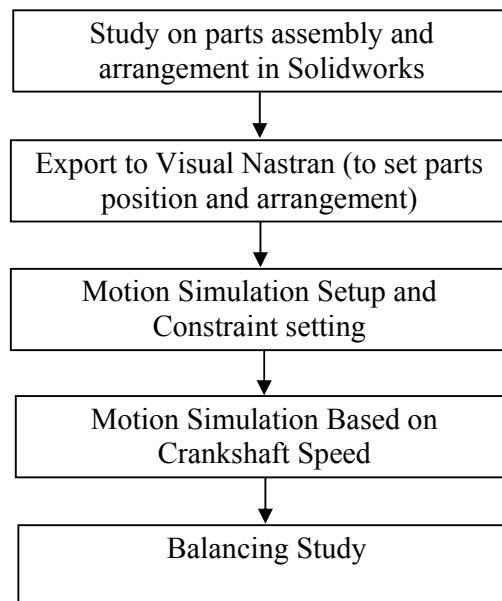 Study on parts assembly and
arrangement in Solidworks
Export to Visual Nastran (to set parts
position and arrangement)
Motion Simulation Setup and
Constraint setting
Motion Simulation Based on
Crankshaft Speed
Balancing Study